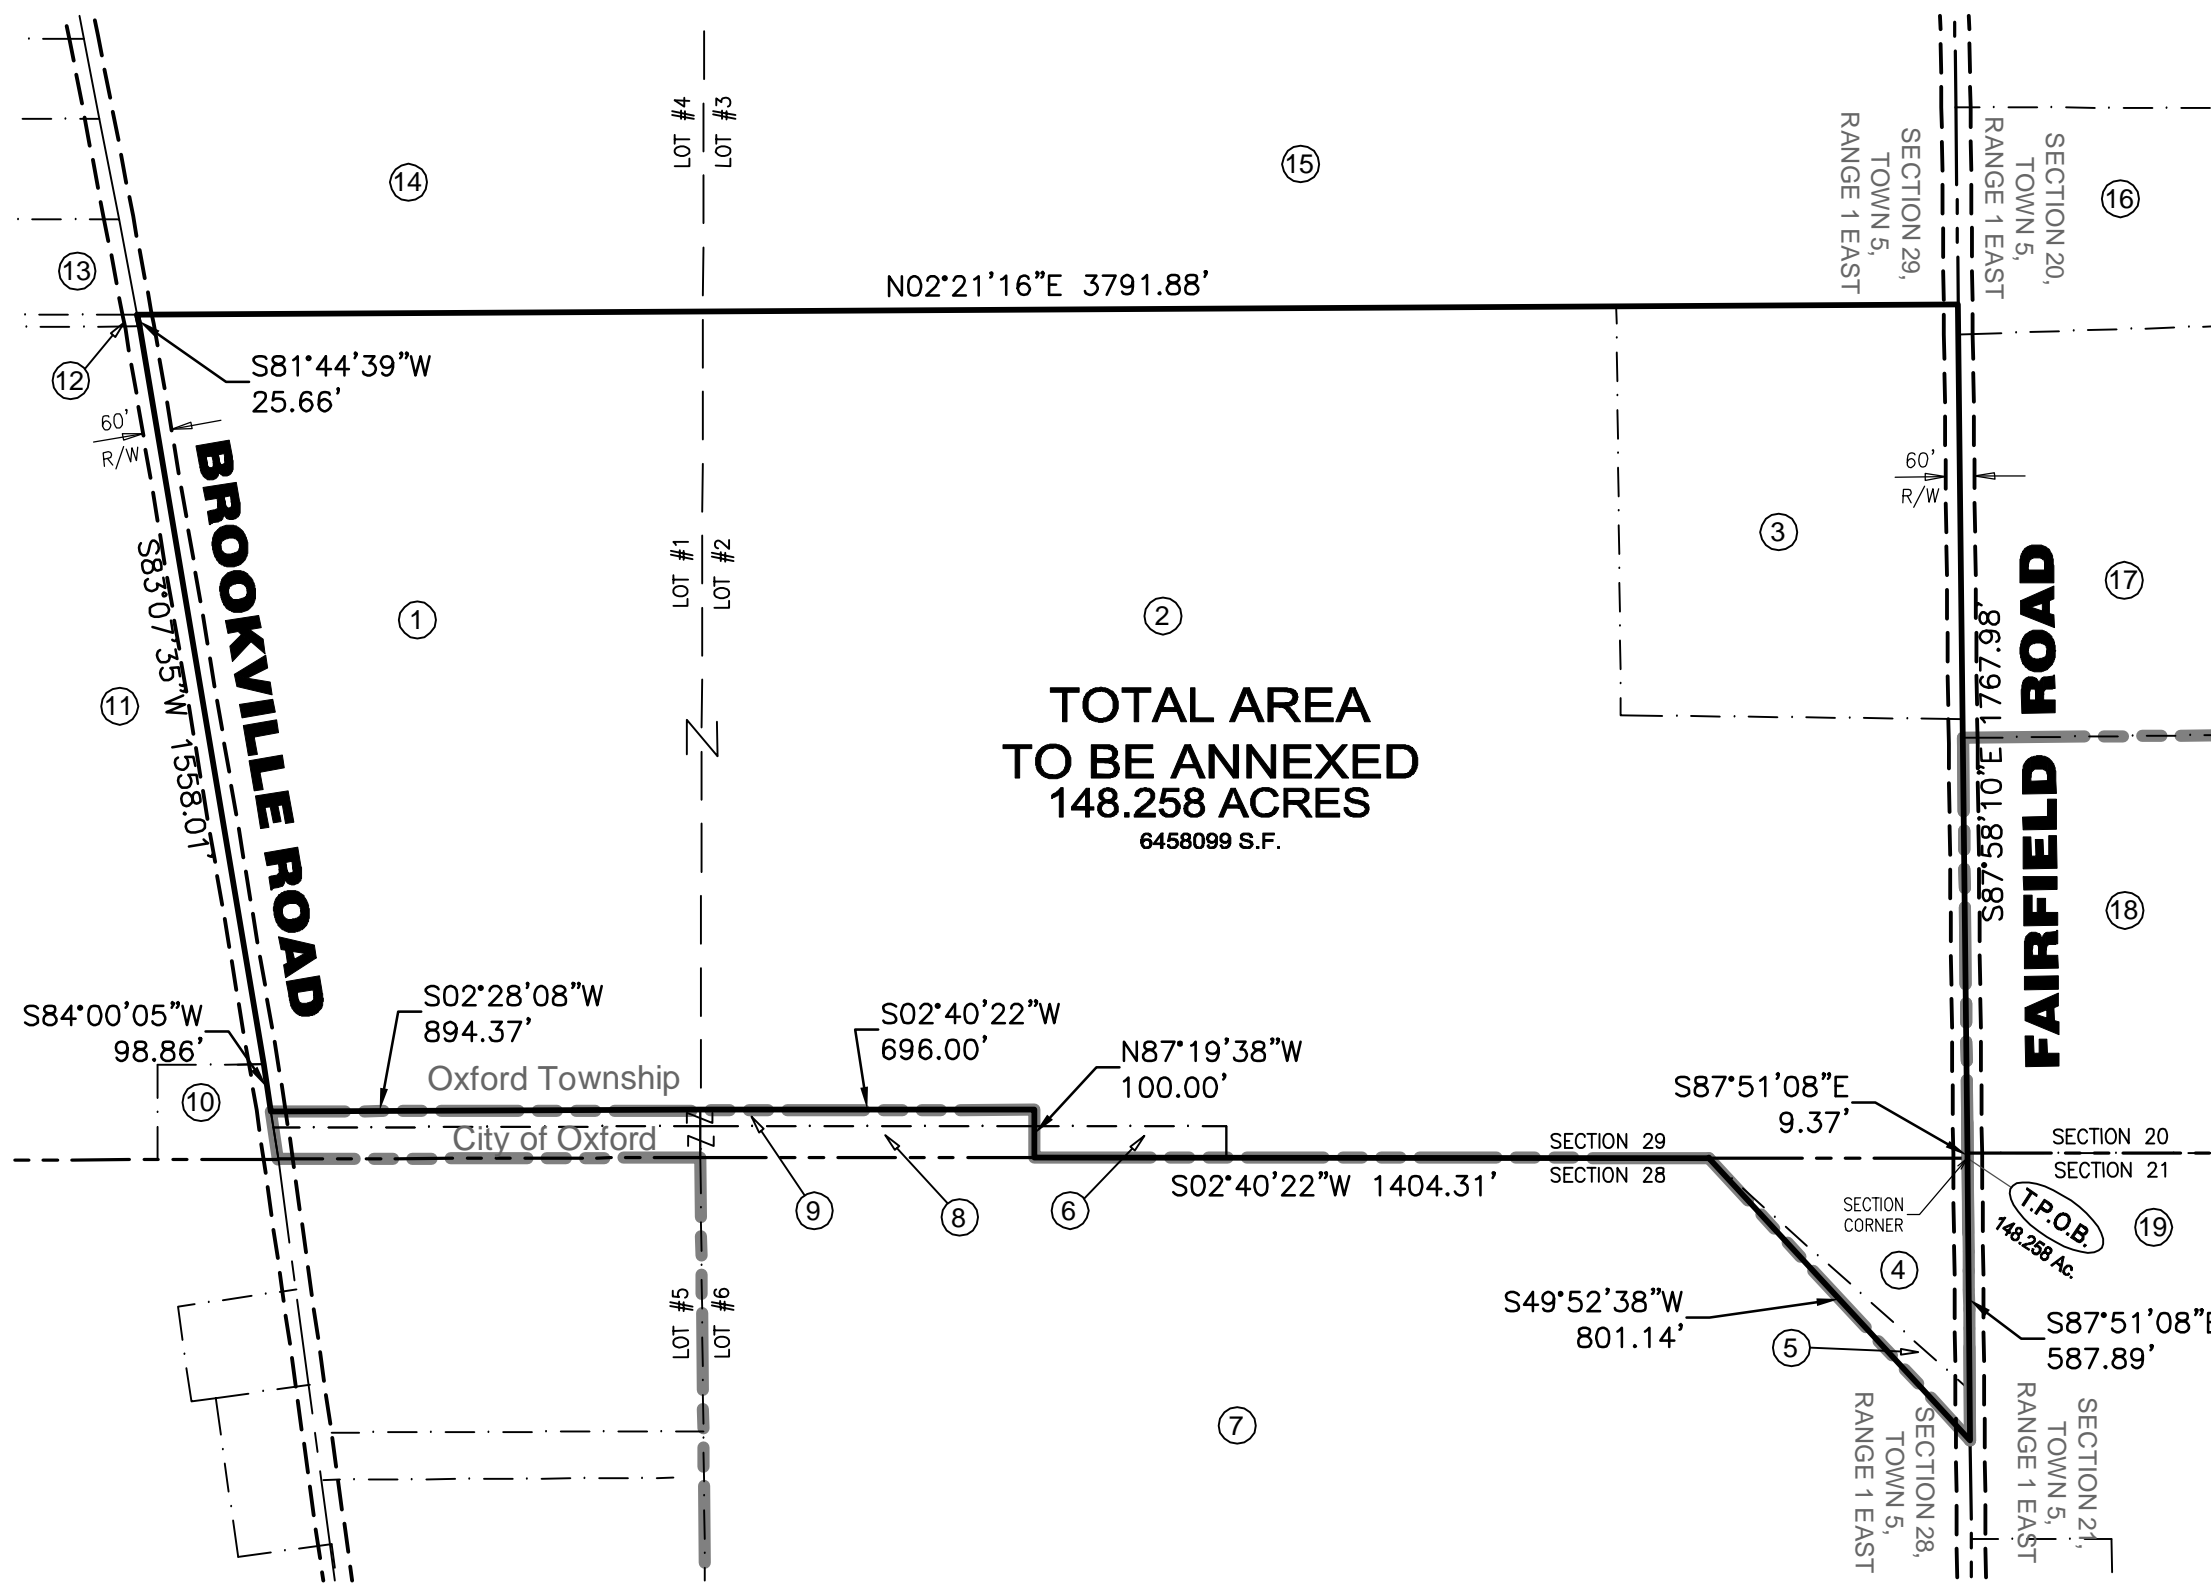 LOT #4
LOT #3
SECTION 29,
TOWN 5,
RANGE 1 EAST
SECTION 20,
TOWN 5,
RANGE 1 EAST
14
15
16
13
N02°21'16"E 3791.88'
12
S81°44'39"W
25.66'
60'
R/W
BROOKVILLE ROAD
S83°07'35"W 1558.01'
11
1
LOT #1
LOT #2
2
3
60'
R/W
17
TOTAL AREA
TO BE ANNEXED
148.258 ACRES
6458099 S.F.
S87°58'10"E 1767.98'
FAIRFIELD ROAD
18
S84°00'05"W
98.86'
10
S02°28'08"W
894.37'
Oxford Township
City of Oxford
S02°40'22"W
696.00'
N87°19'38"W
100.00'
S87°51'08"E
9.37'
SECTION 29
SECTION 28
SECTION 20
SECTION 21
S02°40'22"W 1404.31'
9
8
6
SECTION
CORNER
T.P.O.B.
148.258 Ac.
19
4
LOT #5
LOT #6
S49°52'38"W
801.14'
5
S87°51'08"E
587.89'
7
SECTION 28,
TOWN 5,
RANGE 1 EAST
SECTION 21,
TOWN 5,
RANGE 1 EAST